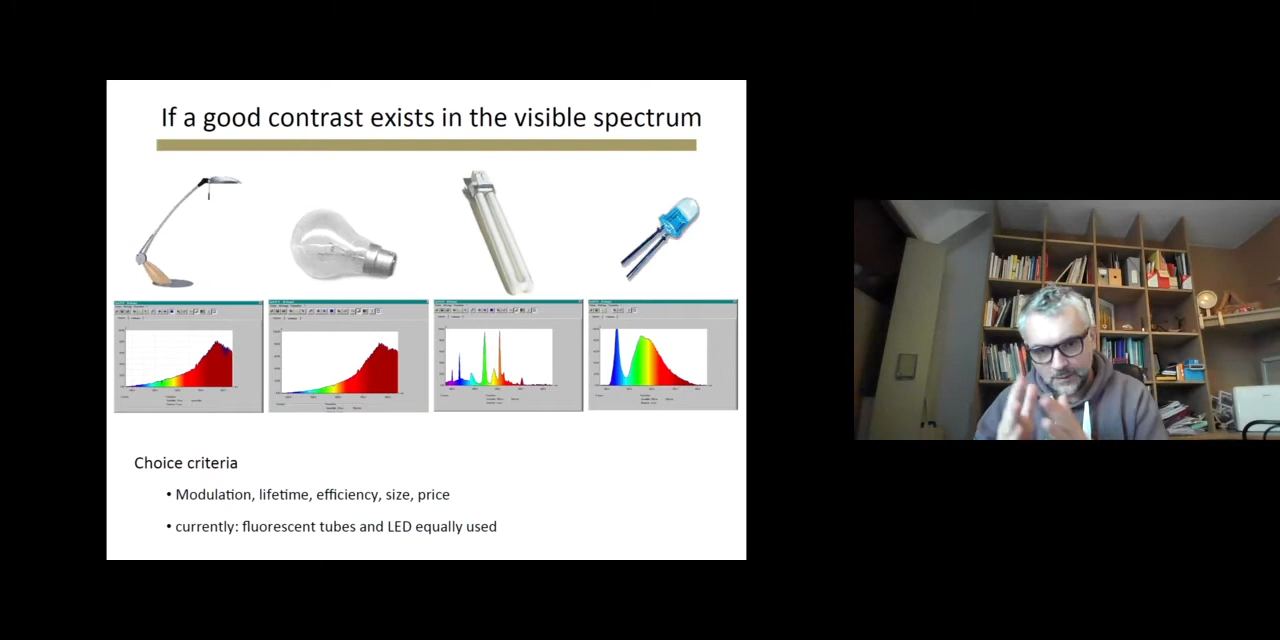 If a good contrast exists in the visible spectrum
Choice criteria
• Modulation, lifetime, efficiency, size, price
• currently: fluorescent tubes and LED equally used